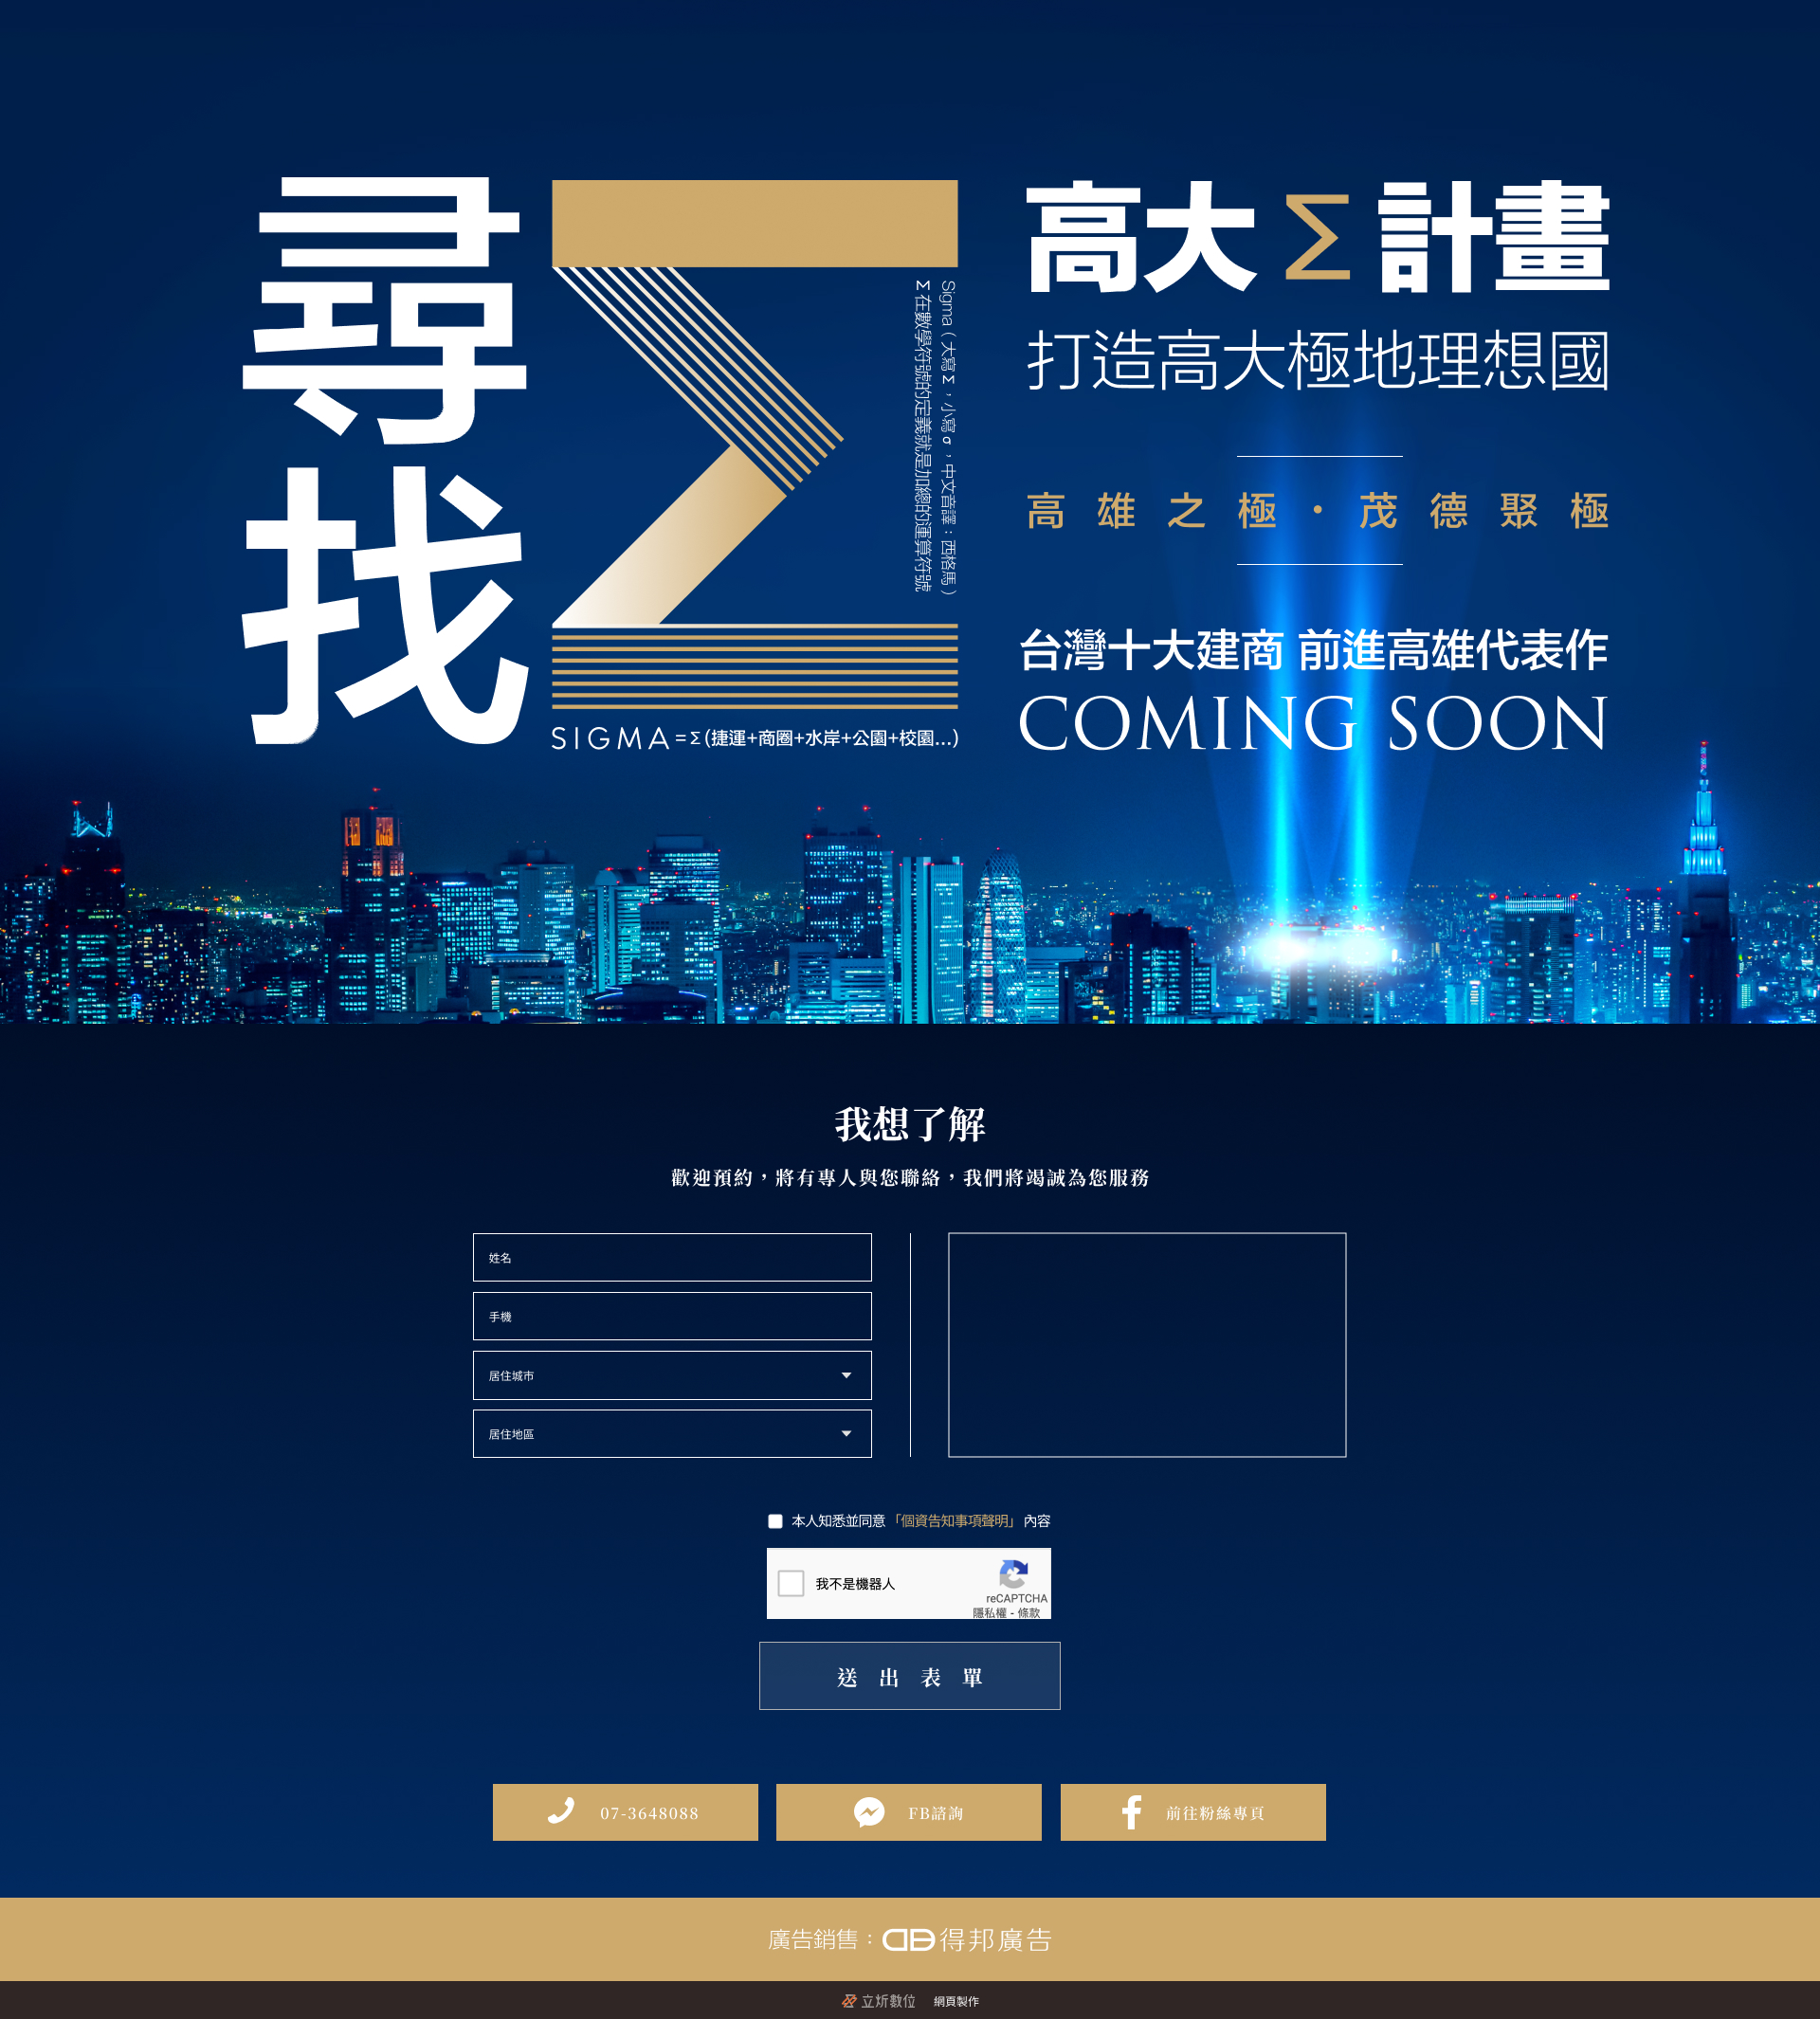 尋找
Sigma（大寫 Σ，小寫 σ，中文音譯：西格馬）
Σ 在數學符號的定義就是加總的運算符號
SIGMA=Σ(捷運+商圈+水岸+公園+校園...)
高大Σ計畫
打造高大極地理想國
高雄之極・茂德聚極
台灣十大建商 前進高雄代表作
COMING SOON
我想了解
歡迎預約，將有專人與您聯絡，我們將竭誠為您服務
姓名
手機
居住城市
居住地區
本人知悉並同意「個資告知事項聲明」內容
我不是機器人
reCAPTCHA
隱私權 - 條款
送出表單
07-3648088
FB諮詢
前往粉絲專頁
廣告銷售：得邦廣告
立炘數位 網頁製作